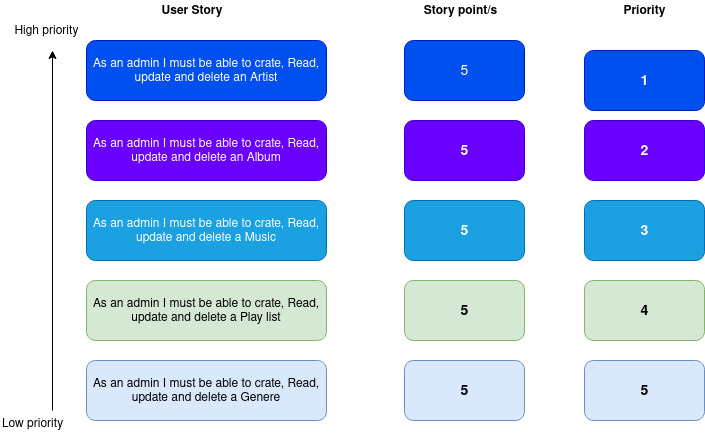 User Story Story point/s Priority
High priority
As an admin I must be able to crate, Read,
update and delete an Artist
5
1
As an admin I must be able to crate, Read,
update and delete an Album
5
2
As an admin I must be able to crate, Read,
update and delete a Music
5
3
As an admin I must be able to crate, Read,
update and delete a Play list
5
4
As an admin I must be able to crate, Read,
update and delete a Genere
5
5
Low priority